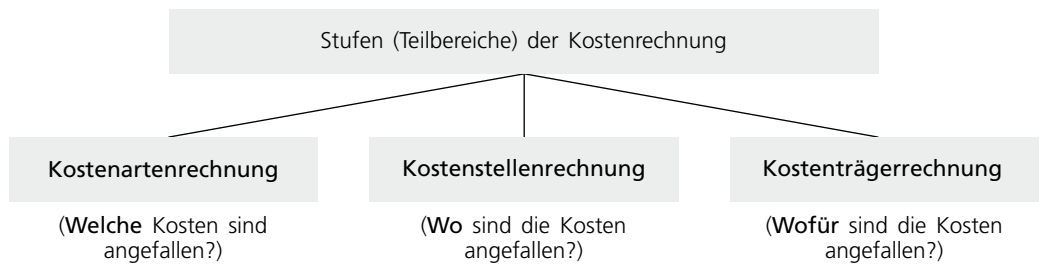 Stufen (Teilbereiche) der Kostenrechnung
Kostenartenrechnung
(Welche Kosten sind
angefallen?)
Kostenstellenrechnung
(Wo sind die Kosten
angefallen?)
Kostenträgerrechnung
(Wofür sind die Kosten
angefallen?)